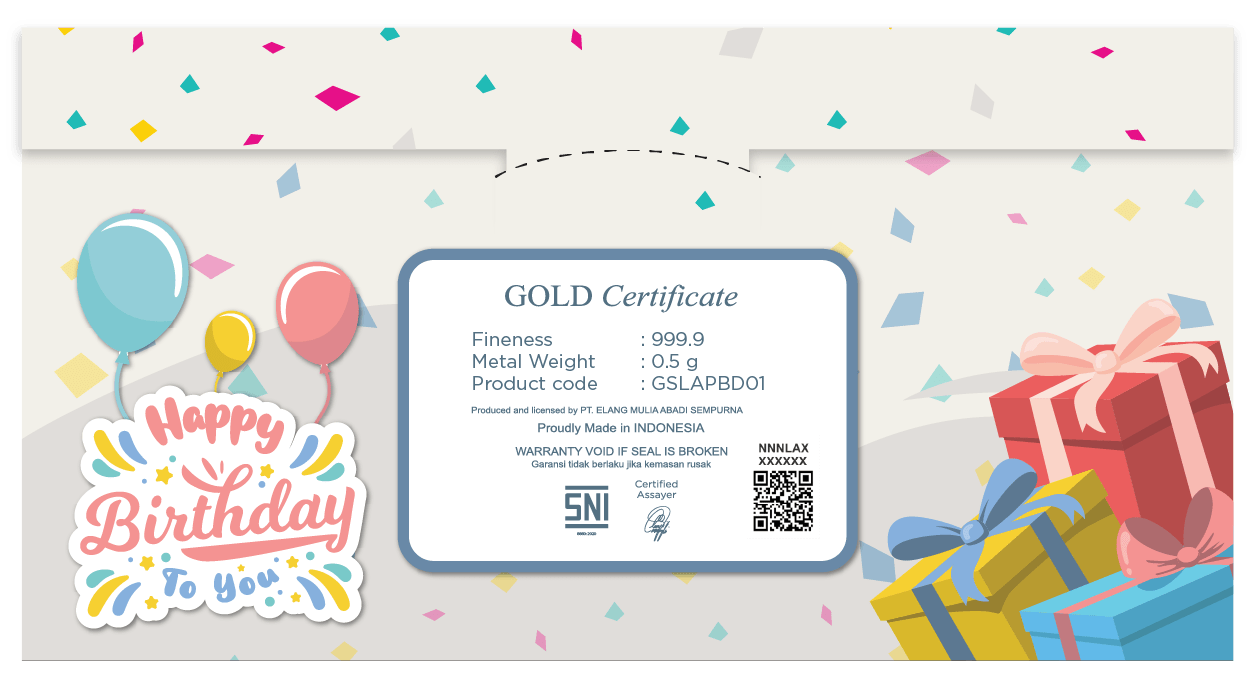 GOLD Certificate
Fineness : 999.9
Metal Weight : 0.5 g
Product code : GSLAPBD01
Produced and licensed by PT. ELANG MULIA ABADI SEMPURNA
Proudly Made in INDONESIA
WARRANTY VOID IF SEAL IS BROKEN
Garansi tidak berlaku jika kemasan rusak
NNNLAX
XXXXXX
Certified
Assayer
SNI
Happy
Birthday
To You